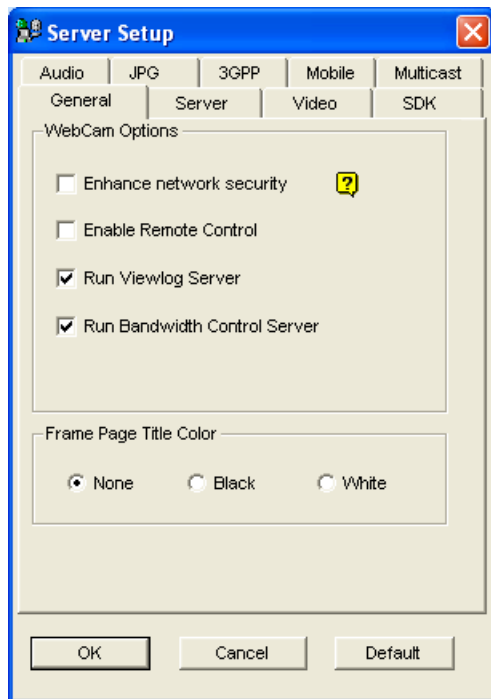 Server Setup
Audio JPG 3GPP Mobile Multicast
General Server Video SDK
WebCam Options
Enhance network security ?
Enable Remote Control
Run Viewlog Server
Run Bandwidth Control Server
Frame Page Title Color
None Black White
OK Cancel Default